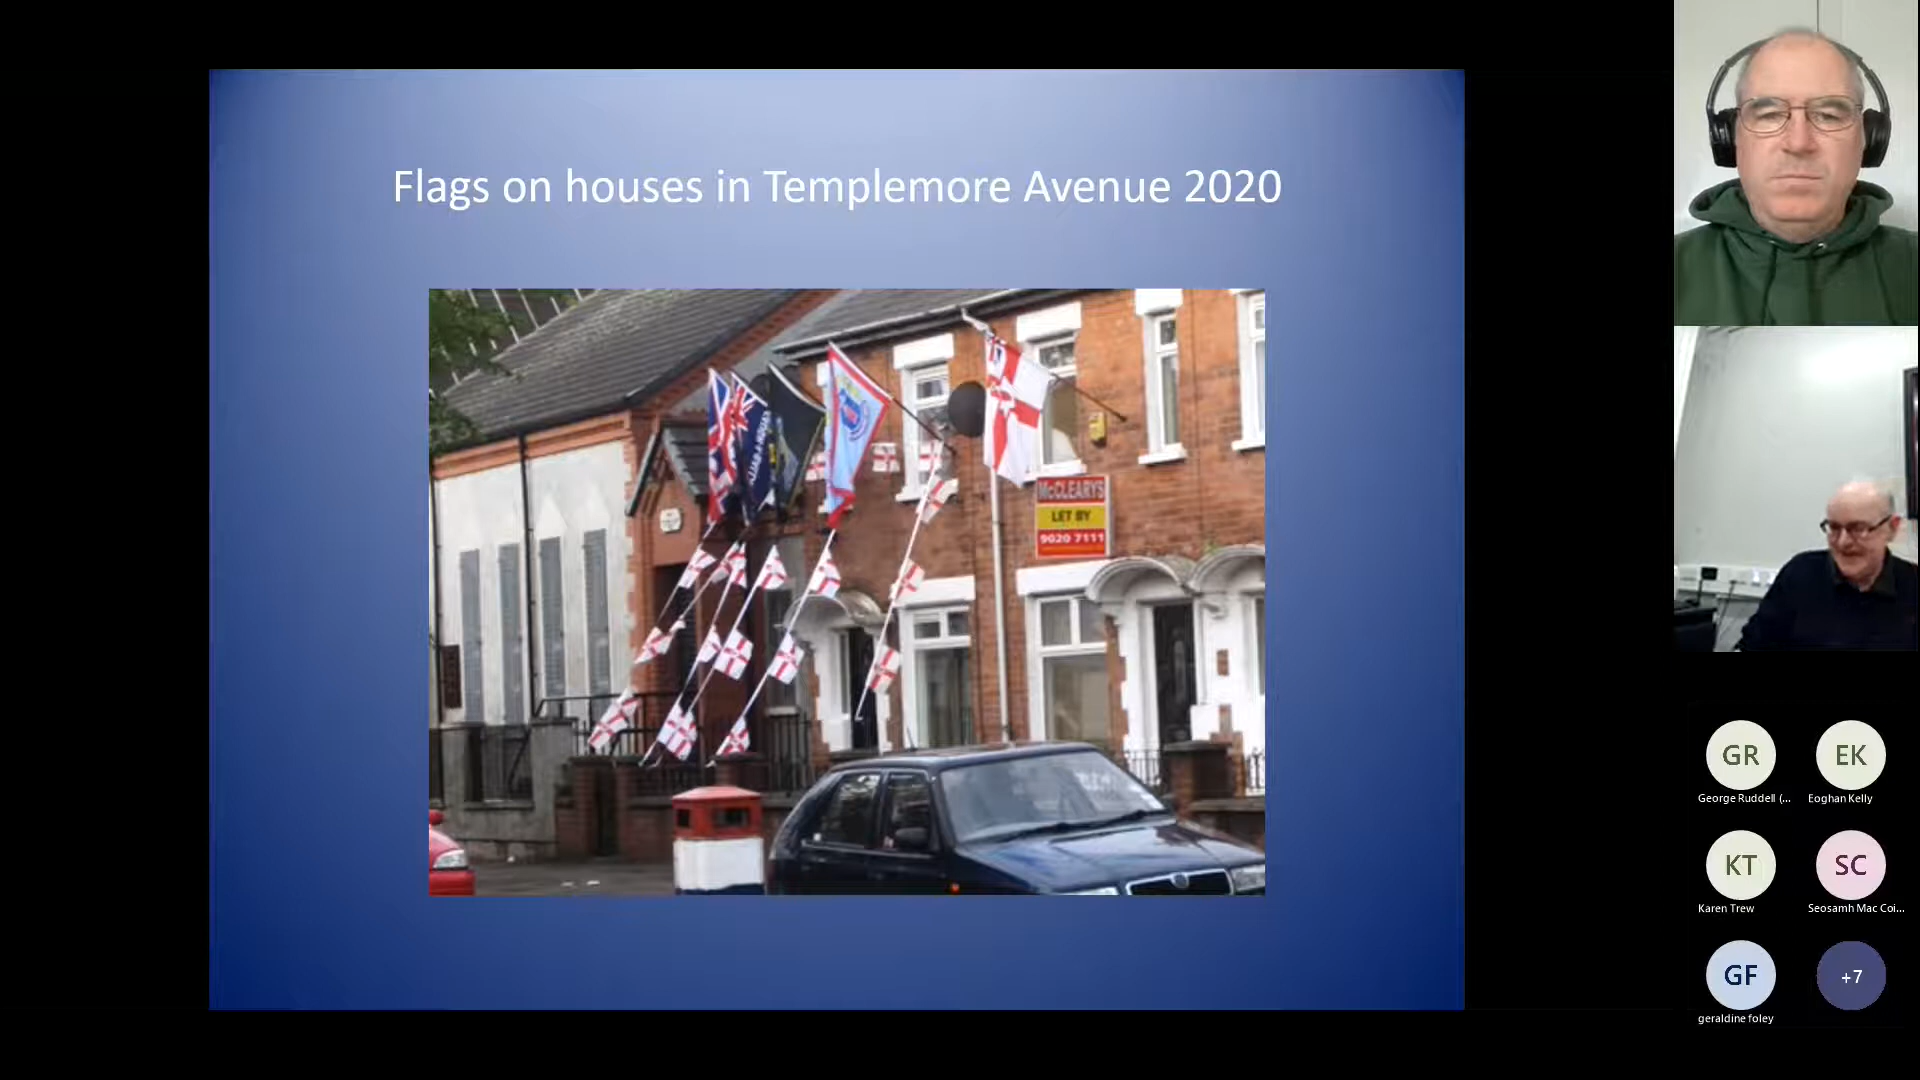 Flags on houses in Templemore Avenue 2020
McCLEARYS
LET BY
9020 7111
GR
George Ruddell (...
EK
Eoghan Kelly
KT
Karen Trew
SC
Seosamh Mac Coi...
GF
geraldine foley
+7